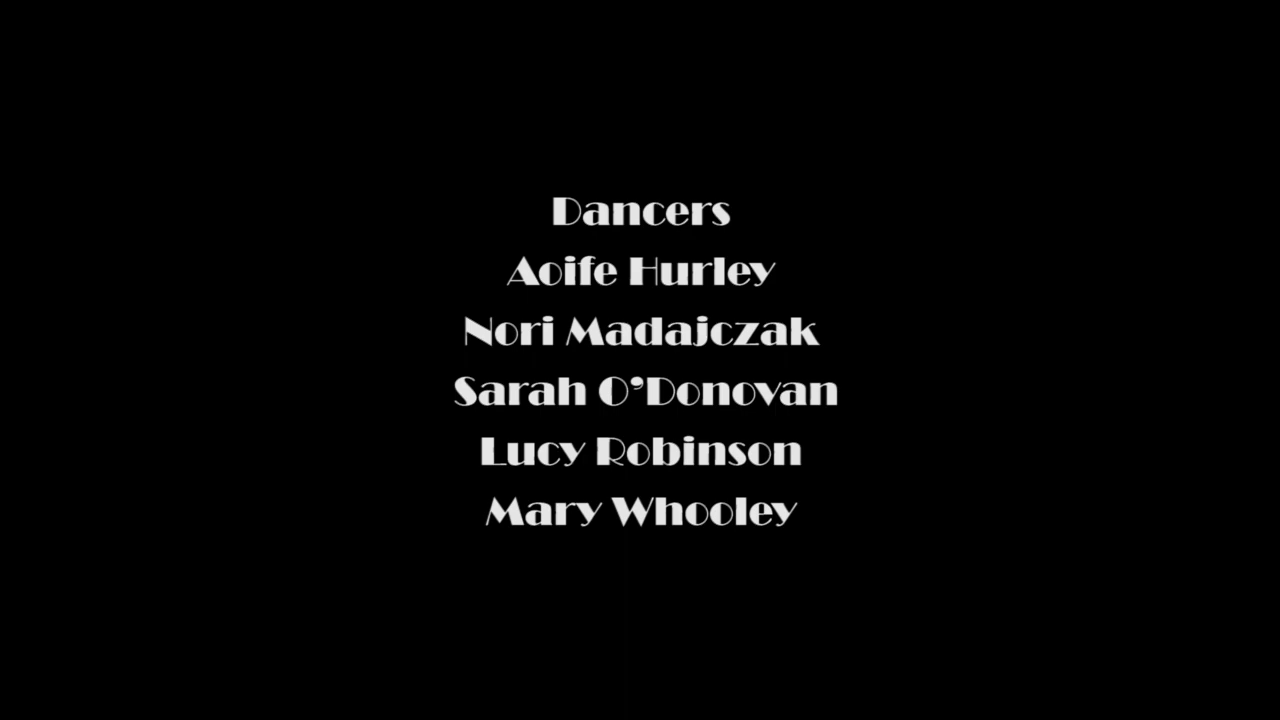 Dancers
Aoife Hurley
Nori Madajczak
Sarah O’Donovan
Lucy Robinson
Mary Whooley